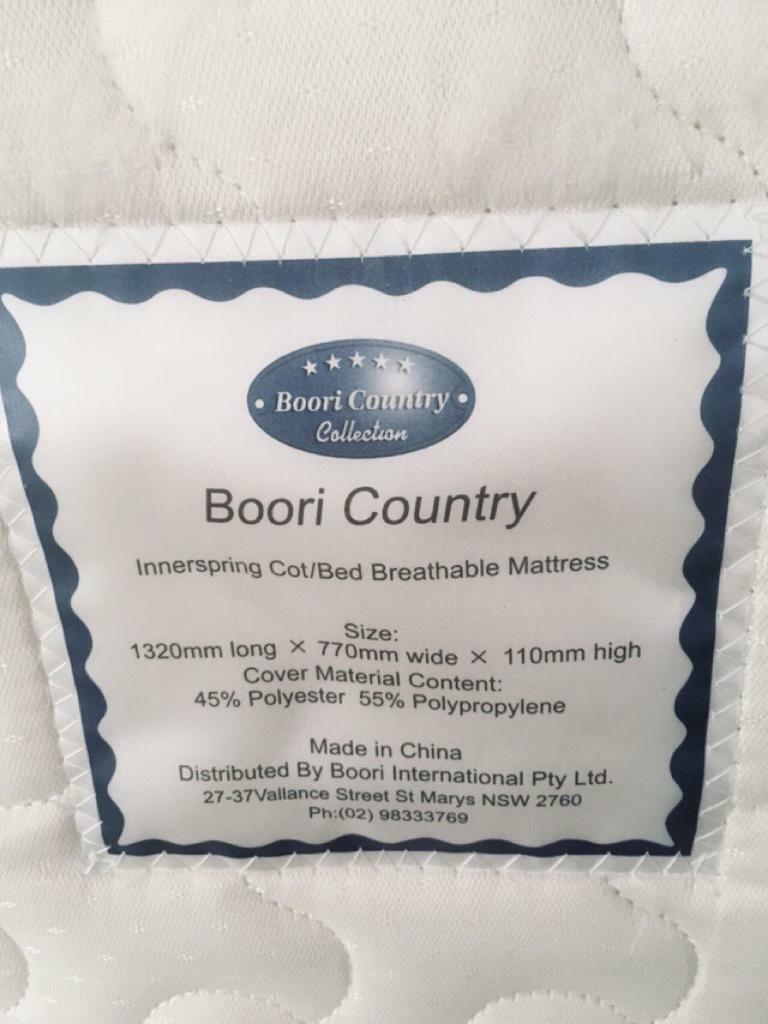 Boori Country
Collection
Boori Country
Innerspring Cot/Bed Breathable Mattress
Size:
1320mm long × 770mm wide × 110mm high
Cover Material Content:
45% Polyester 55% Polypropylene
Made in China
Distributed By Boori International Pty Ltd.
27-37Vallance Street St Marys NSW 2760
Ph:(02) 98333769